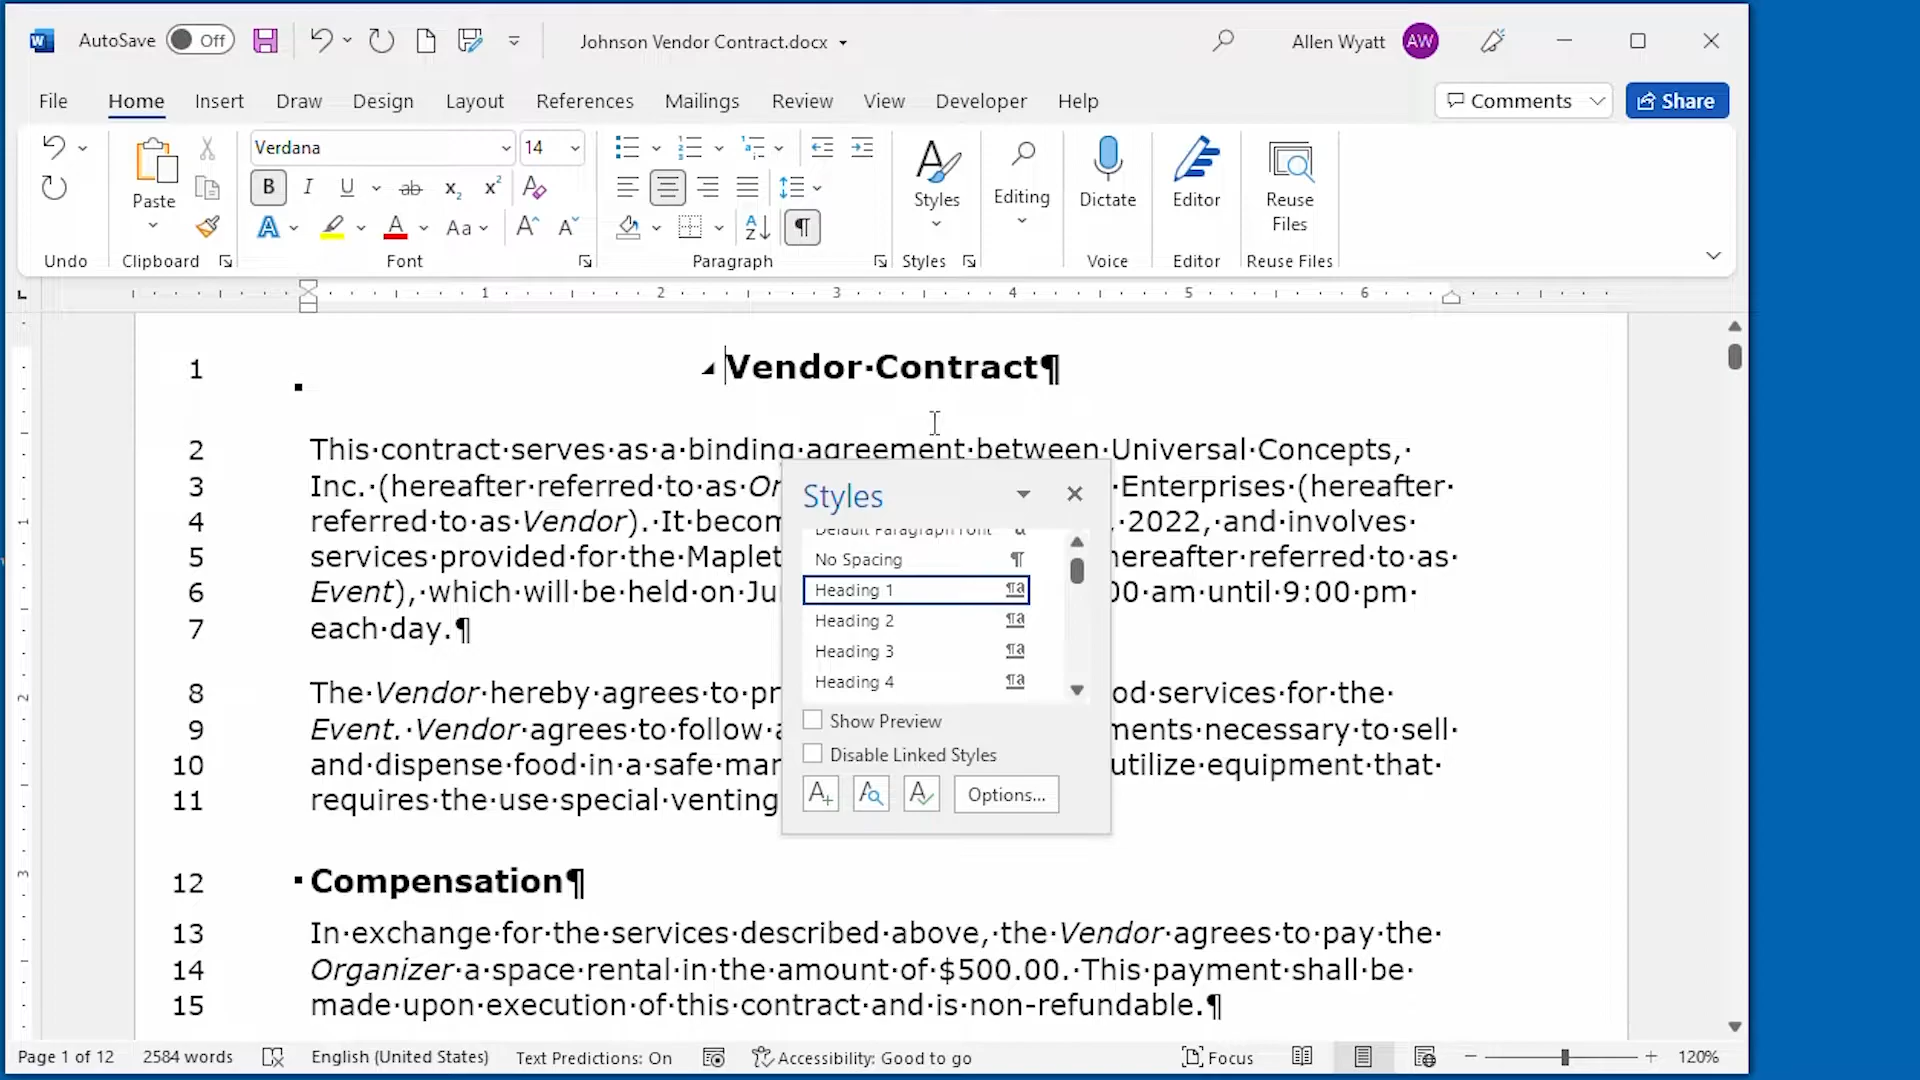 AutoSave Off Johnson Vendor Contract.docx Allen Wyatt AW
File Home Insert Draw Design Layout References Mailings Review View Developer Help Comments Share
Verdana 14
Paste Styles Editing Dictate Editor Reuse Files
Undo Clipboard Font Paragraph Styles Voice Editor Reuse Files
1 2 3 4 5 6
1 Vendor·Contract¶
2 This·contract·serves·as·a·binding·agreement·between·Universal·Concepts,·
3 Inc.·(hereafter·referred·to·as· ·Enterprises·(hereafter·
4 referred·to·as·Vendor).·It· ·2022,·and·involves·
5 services·provided·for·the· referred·to·as·
6 Event),·which·will·be·held·on· am·until·9:00·pm·
7 each·day.¶
8 The·Vendor·hereby·agrees·to· services·for·the·
9 Event.·Vendor·agrees·to·follow· necessary·to·sell·
10 and·dispense·food·in·a·safe· utilize·equipment·that·
11 requires·the·use·special·venting
12 Compensation¶
13 In·exchange·for·the·services·described·above,·the·Vendor·agrees·to·pay·the·
14 Organizer·a·space·rental·in·the·amount·of·$500.00.·This·payment·shall·be·
15 made·upon·execution·of·this·contract·and·is·non-refundable.¶
Styles
Default Paragraph Font a
No Spacing ¶
Heading 1 ¶a
Heading 2 ¶a
Heading 3 ¶a
Heading 4 ¶a
Show Preview
Disable Linked Styles
Options...
Page 1 of 12 2584 words English (United States) Text Predictions: On Accessibility: Good to go Focus 120%